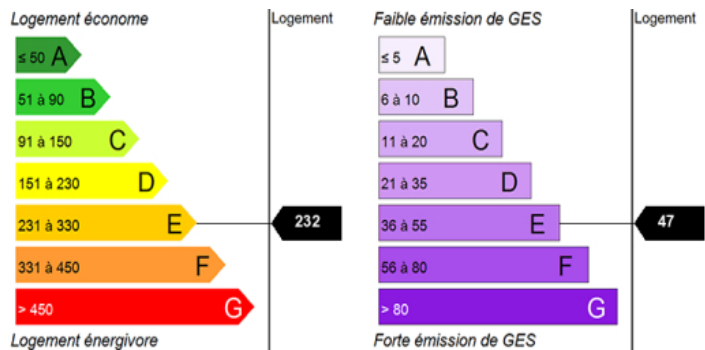 Logement économe
Logement
≤ 50 A
51 à 90 B
91 à 150 C
151 à 230 D
231 à 330 E
232
331 à 450 F
> 450 G
Logement énergivore
Faible émission de GES
Logement
≤ 5 A
6 à 10 B
11 à 20 C
21 à 35 D
36 à 55 E
47
56 à 80 F
> 80 G
Forte émission de GES